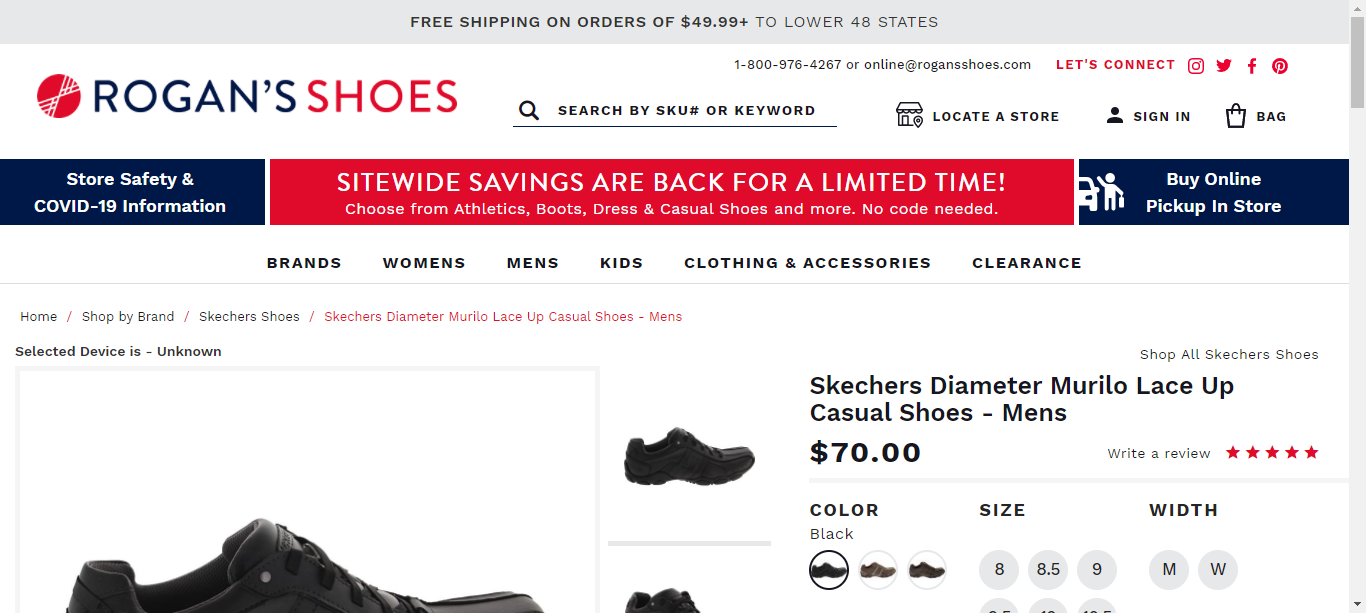 FREE SHIPPING ON ORDERS OF $49.99+ TO LOWER 48 STATES
1-800-976-4267 or online@rogansshoes.com
LET'S CONNECT
ROGAN'S SHOES
SEARCH BY SKU# OR KEYWORD
LOCATE A STORE
SIGN IN
BAG
Store Safety &
COVID-19 Information
SITEWIDE SAVINGS ARE BACK FOR A LIMITED TIME!
Choose from Athletics, Boots, Dress & Casual Shoes and more. No code needed.
Buy Online
Pickup In Store
BRANDS WOMENS MENS KIDS CLOTHING & ACCESSORIES CLEARANCE
Home / Shop by Brand / Skechers Shoes / Skechers Diameter Murilo Lace Up Casual Shoes - Mens
Selected Device is - Unknown
Shop All Skechers Shoes
Skechers Diameter Murilo Lace Up
Casual Shoes - Mens
$70.00
Write a review
COLOR
Black
SIZE
8 8.5 9
WIDTH
M W